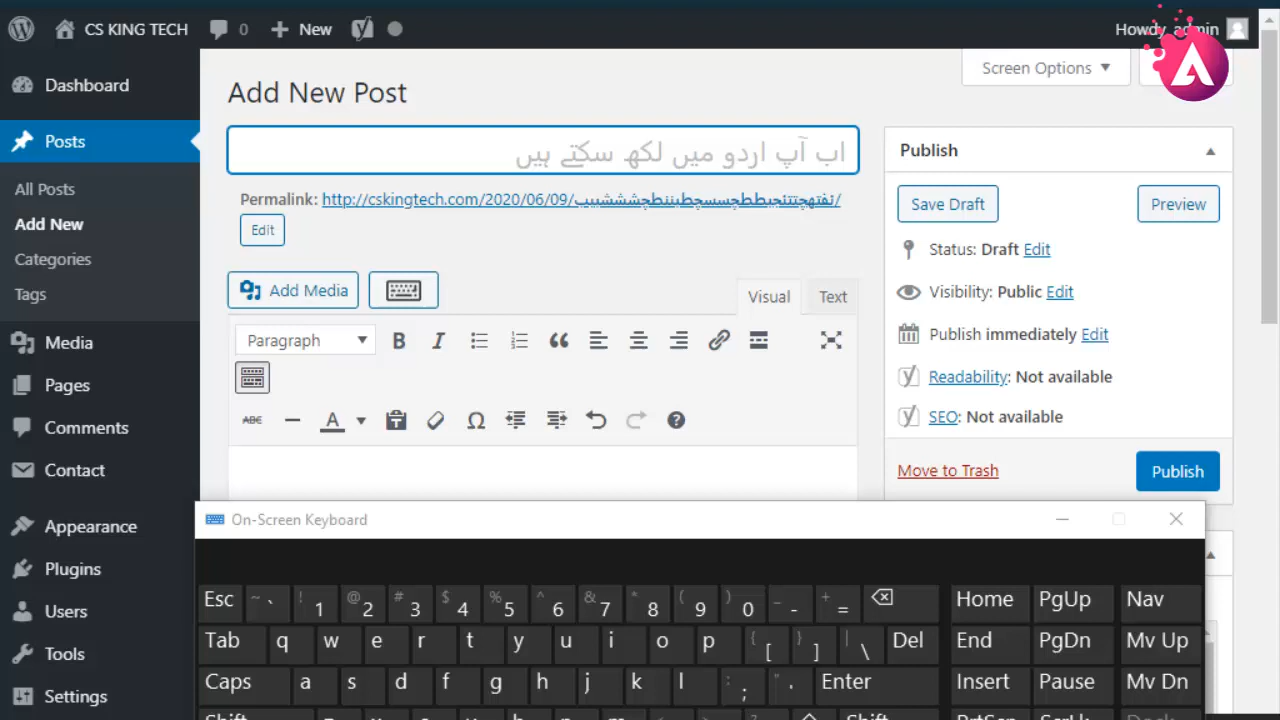 CS KING TECH
0
New
Howdy, admin
Screen Options
Dashboard
Posts
All Posts
Add New
Categories
Tags
Media
Pages
Comments
Contact
Appearance
Plugins
Users
Tools
Settings
Add New Post
اب آپ اردو میں لکھ سکتے ہیں
Permalink: http://cskingtech.com/2020/06/09/
Edit
Add Media
Visual
Text
Paragraph
B I
ABC A Ω
Publish
Save Draft
Preview
Status: Draft Edit
Visibility: Public Edit
Publish immediately Edit
Readability: Not available
SEO: Not available
Move to Trash
Publish
On-Screen Keyboard
Esc ~ ` ! 1 @ 2 # 3 $ 4 % 5 ^ 6 & 7 * 8 ( 9 ) 0 _ - + = Home PgUp Nav
Tab q w e r t y u i o p { [ } ] | \ Del End PgDn Mv Up
Caps a s d f g h j k l : ; " ' Enter Insert Pause Mv Dn